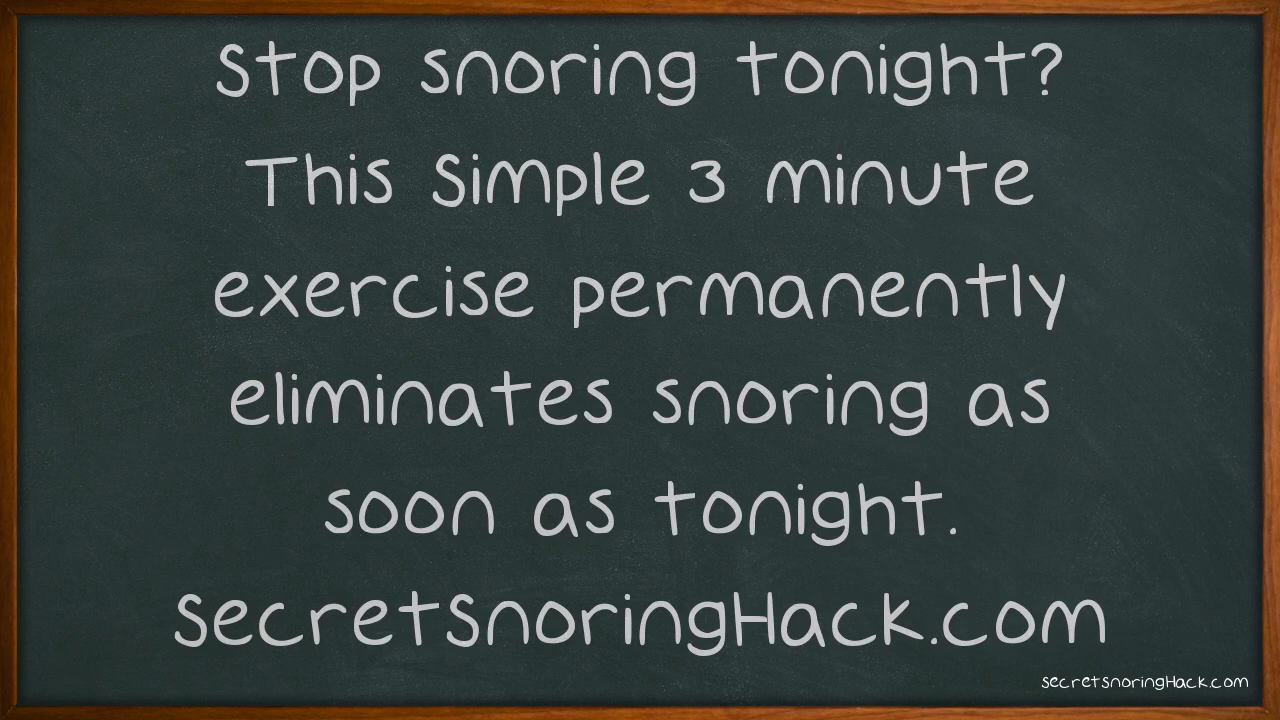 Stop snoring tonight?
This Simple 3 minute
exercise permanently
eliminates snoring as
soon as tonight.
SecretSnoringHack.com
secretsnoringHack.com